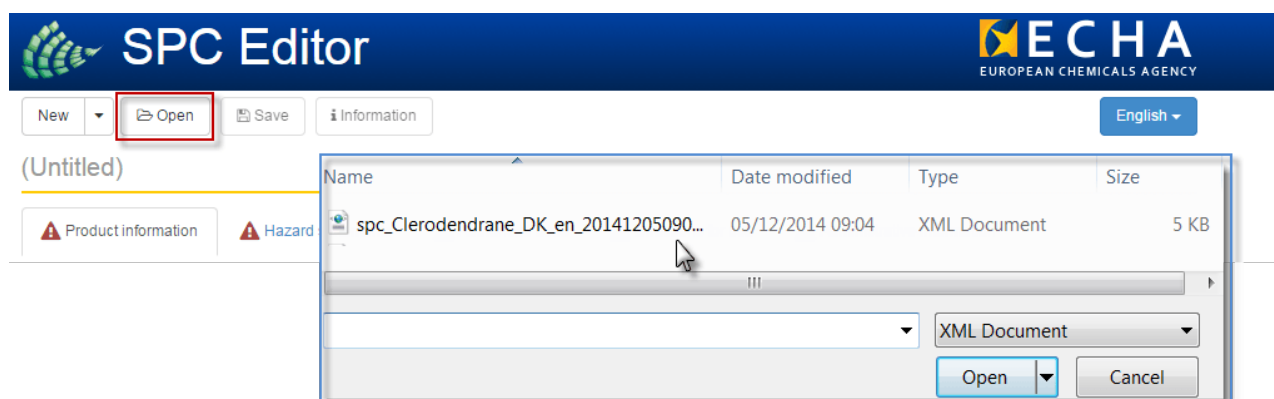 SPC Editor
ECHA
EUROPEAN CHEMICALS AGENCY
New Open Save Information English
(Untitled)
Name Date modified Type Size
Product information Hazard spc_Clerodendrane_DK_en_20141205090... 05/12/2014 09:04 XML Document 5 KB
XML Document
Open Cancel